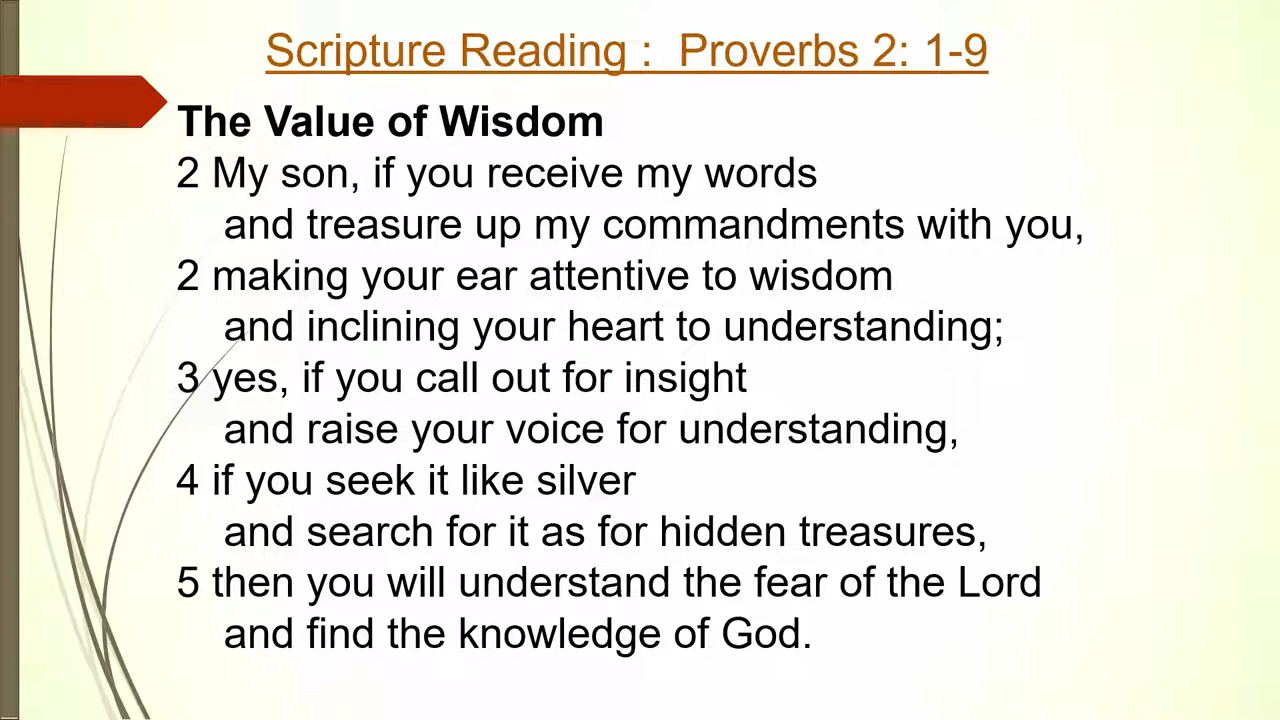 Scripture Reading :  Proverbs 2: 1-9
The Value of Wisdom
2 My son, if you receive my words
and treasure up my commandments with you,
2 making your ear attentive to wisdom
and inclining your heart to understanding;
3 yes, if you call out for insight
and raise your voice for understanding,
4 if you seek it like silver
and search for it as for hidden treasures,
5 then you will understand the fear of the Lord
and find the knowledge of God.